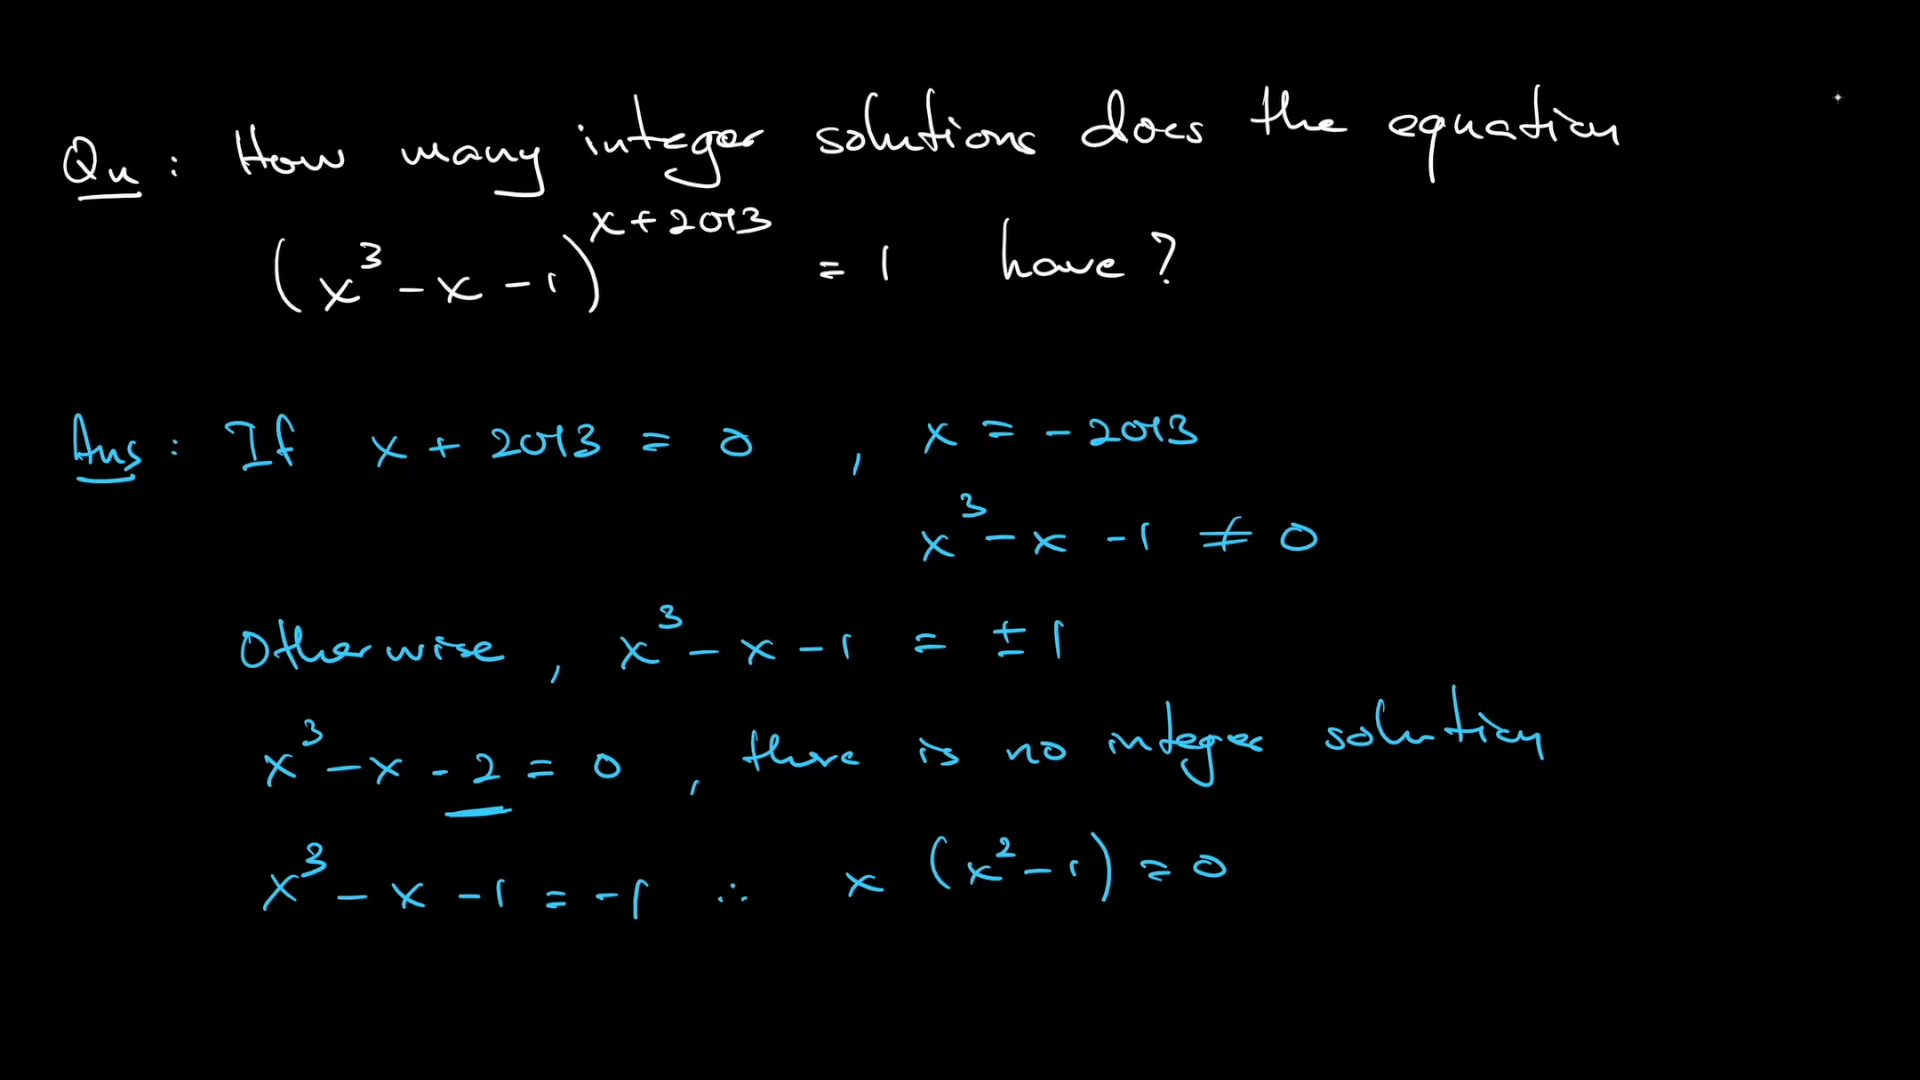 Qn: How many integer solutions does the equation
(x³ - x - 1)^(x+2013) = 1 have?
Ans: If x + 2013 = 0, x = -2013
x³ - x - 1 ≠ 0
Otherwise, x³ - x - 1 = ±1
x³ - x - 2 = 0, there is no integer solution
x³ - x - 1 = -1 ∴ x (x² - 1) = 0